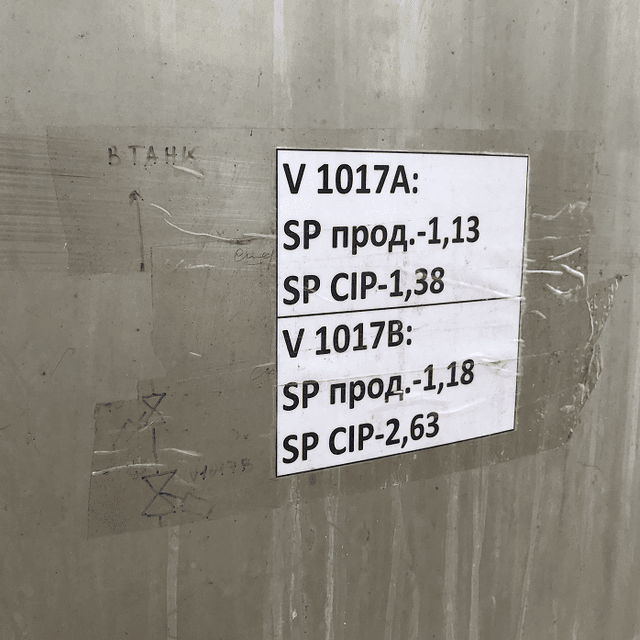 В ТАНК
V 1017A:
SP прод.-1,13
SP CIP-1,38
V 1017B:
SP прод.-1,18
SP CIP-2,63
V1017B